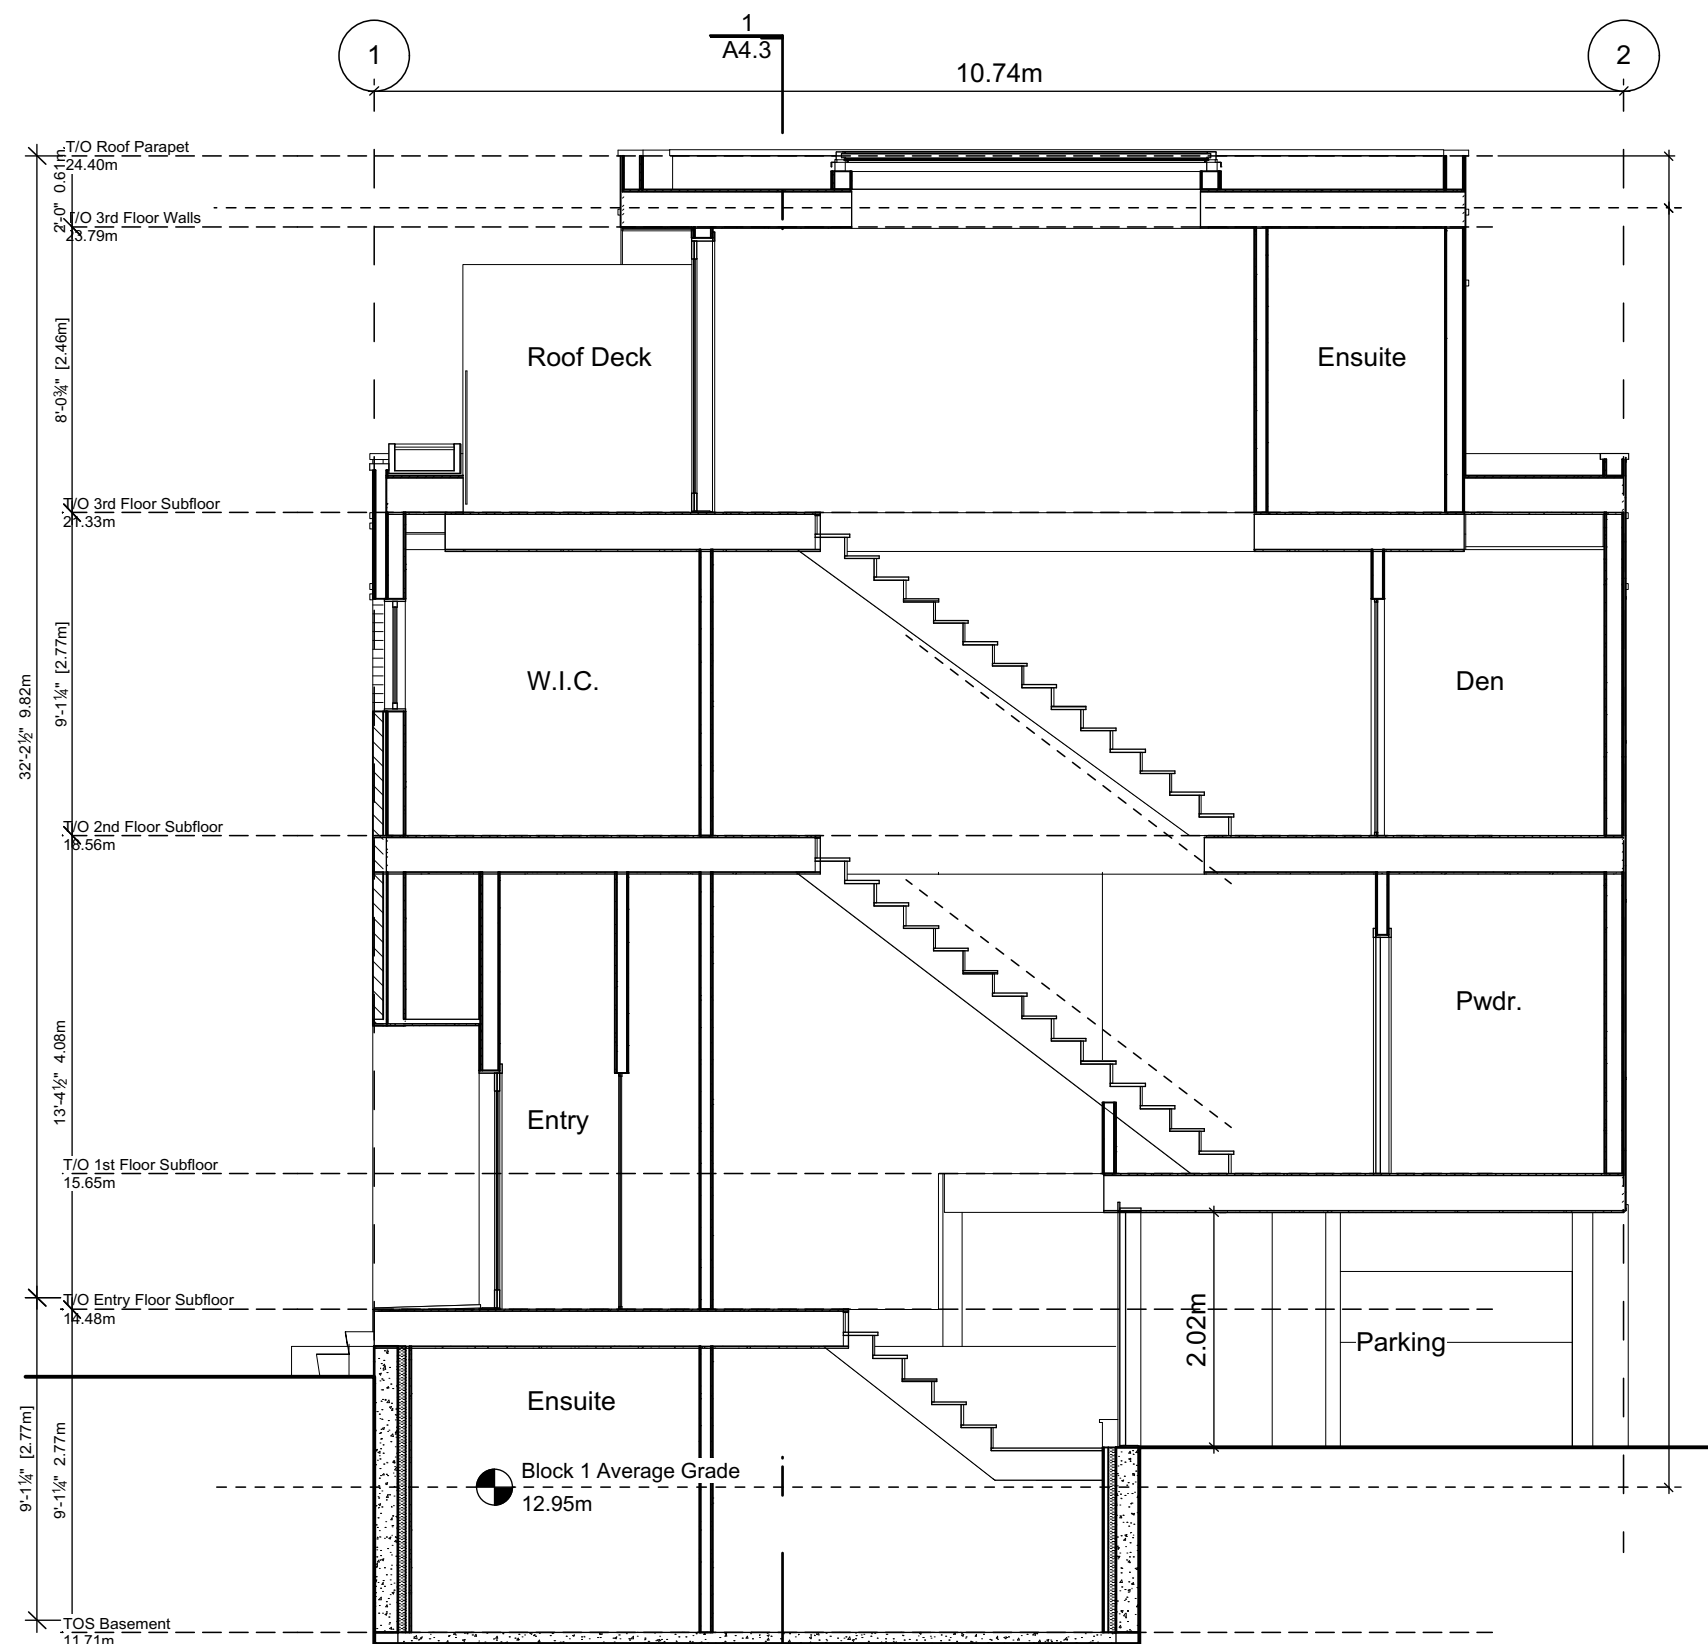 1
1
A4.3
10.74m
2
T/O Roof Parapet
24.40m
2'-0" 0.61m
T/O 3rd Floor Walls
23.79m
8'-0¾" [2.46m]
Roof Deck
Ensuite
T/O 3rd Floor Subfloor
21.33m
9'-1¼" [2.77m]
32'-2½" 9.82m
W.I.C.
Den
T/O 2nd Floor Subfloor
18.56m
13'-4½" 4.08m
Pwdr.
Entry
T/O 1st Floor Subfloor
15.65m
T/O Entry Floor Subfloor
14.48m
2.02m
Parking
Ensuite
9'-1¼" [2.77m]
9'-1¼" 2.77m
Block 1 Average Grade
12.95m
TOS Basement
11.71m